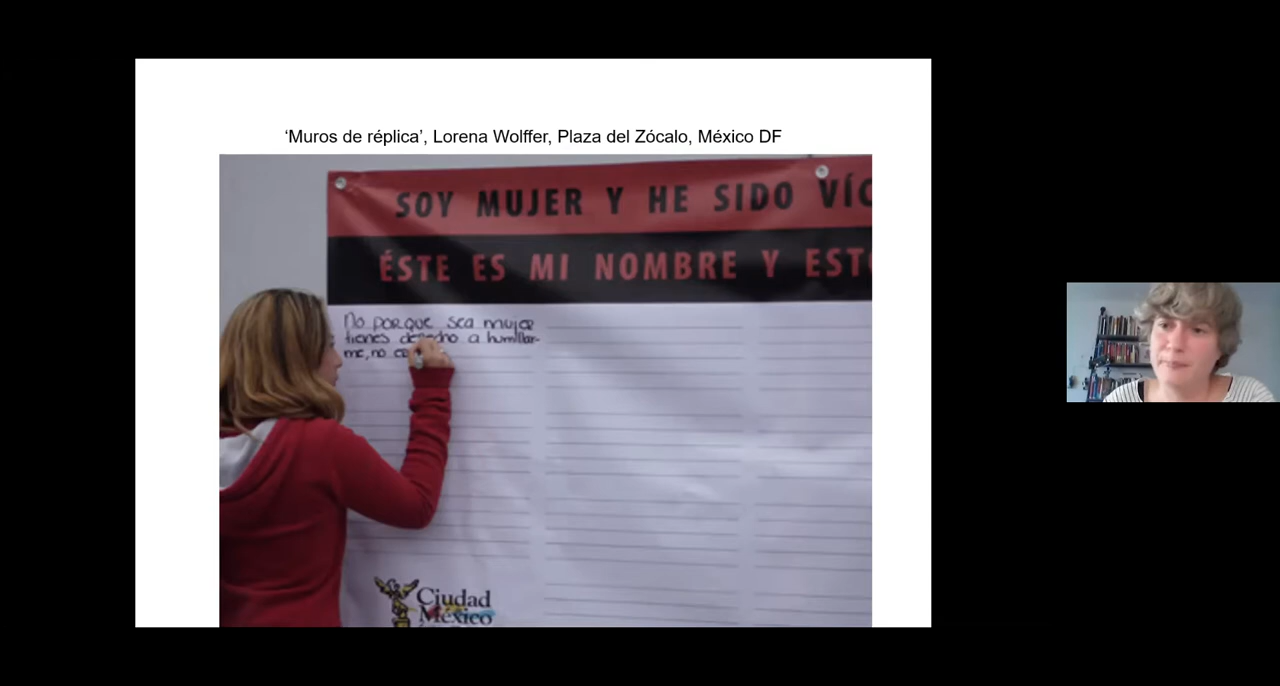 ‘Muros de réplica’, Lorena Wolffer, Plaza del Zócalo, México DF
SOY MUJER Y HE SIDO VÍC
ÉSTE ES MI NOMBRE Y EST
No porque sea mujer
tienes derecho a humillar-
me, no
Ciudad
México